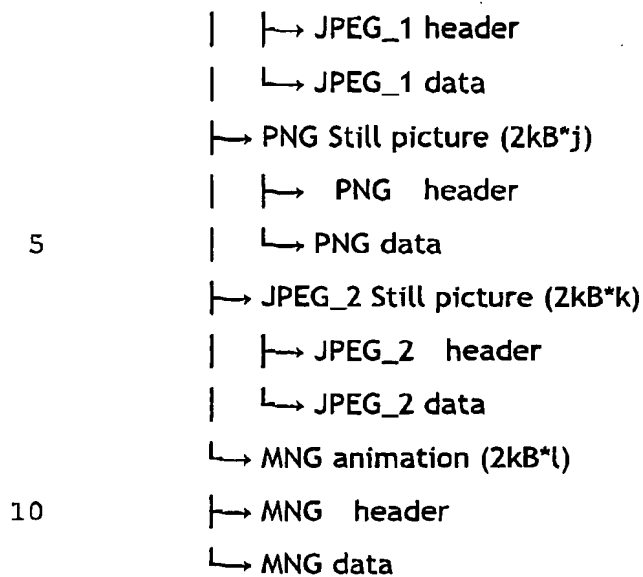 | ├→ JPEG_1 header
| └→ JPEG_1 data
├→ PNG Still picture (2kB*j)
| ├→ PNG header
5 | └→ PNG data
├→ JPEG_2 Still picture (2kB*k)
| ├→ JPEG_2 header
| └→ JPEG_2 data
└→ MNG animation (2kB*l)
10 ├→ MNG header
└→ MNG data